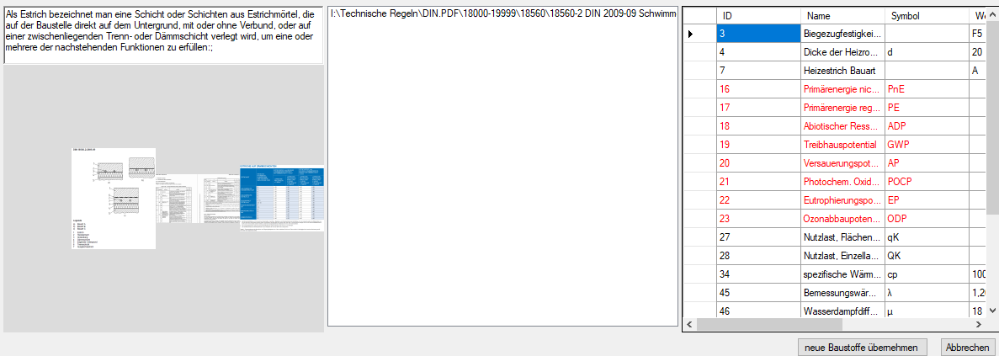 Als Estrich bezeichnet man eine Schicht oder Schichten aus Estrichmörtel, die
auf der Baustelle direkt auf dem Untergrund, mit oder ohne Verbund, oder auf
einer zwischenliegenden Trenn- oder Dämmschicht verlegt wird, um eine oder
mehrere der nachstehenden Funktionen zu erfüllen:;
I:\Technische Regeln\DIN.PDF\18000-19999\18560\18560-2 DIN 2009-09 Schwimm
ID Name Symbol We
3 Biegezugfestigkei... F5
4 Dicke der Heizro... d 20
7 Heizestrich Bauart A
16 Primärenergie nic... PnE
17 Primärenergie reg... PE
18 Abiotischer Ress... ADP
19 Treibhauspotential GWP
20 Versauerungspot... AP
21 Photochem. Oxid... POCP
22 Eutrophierungspo... EP
23 Ozonabbaupoten... ODP
27 Nutzlast, Flächen... qK
28 Nutzlast, Einzella... QK
34 spezifische Wärm... cp 100
45 Bemessungswär... λ 1,20
46 Wasserdampfdiff... μ 18
neue Baustoffe übernehmen
Abbrechen